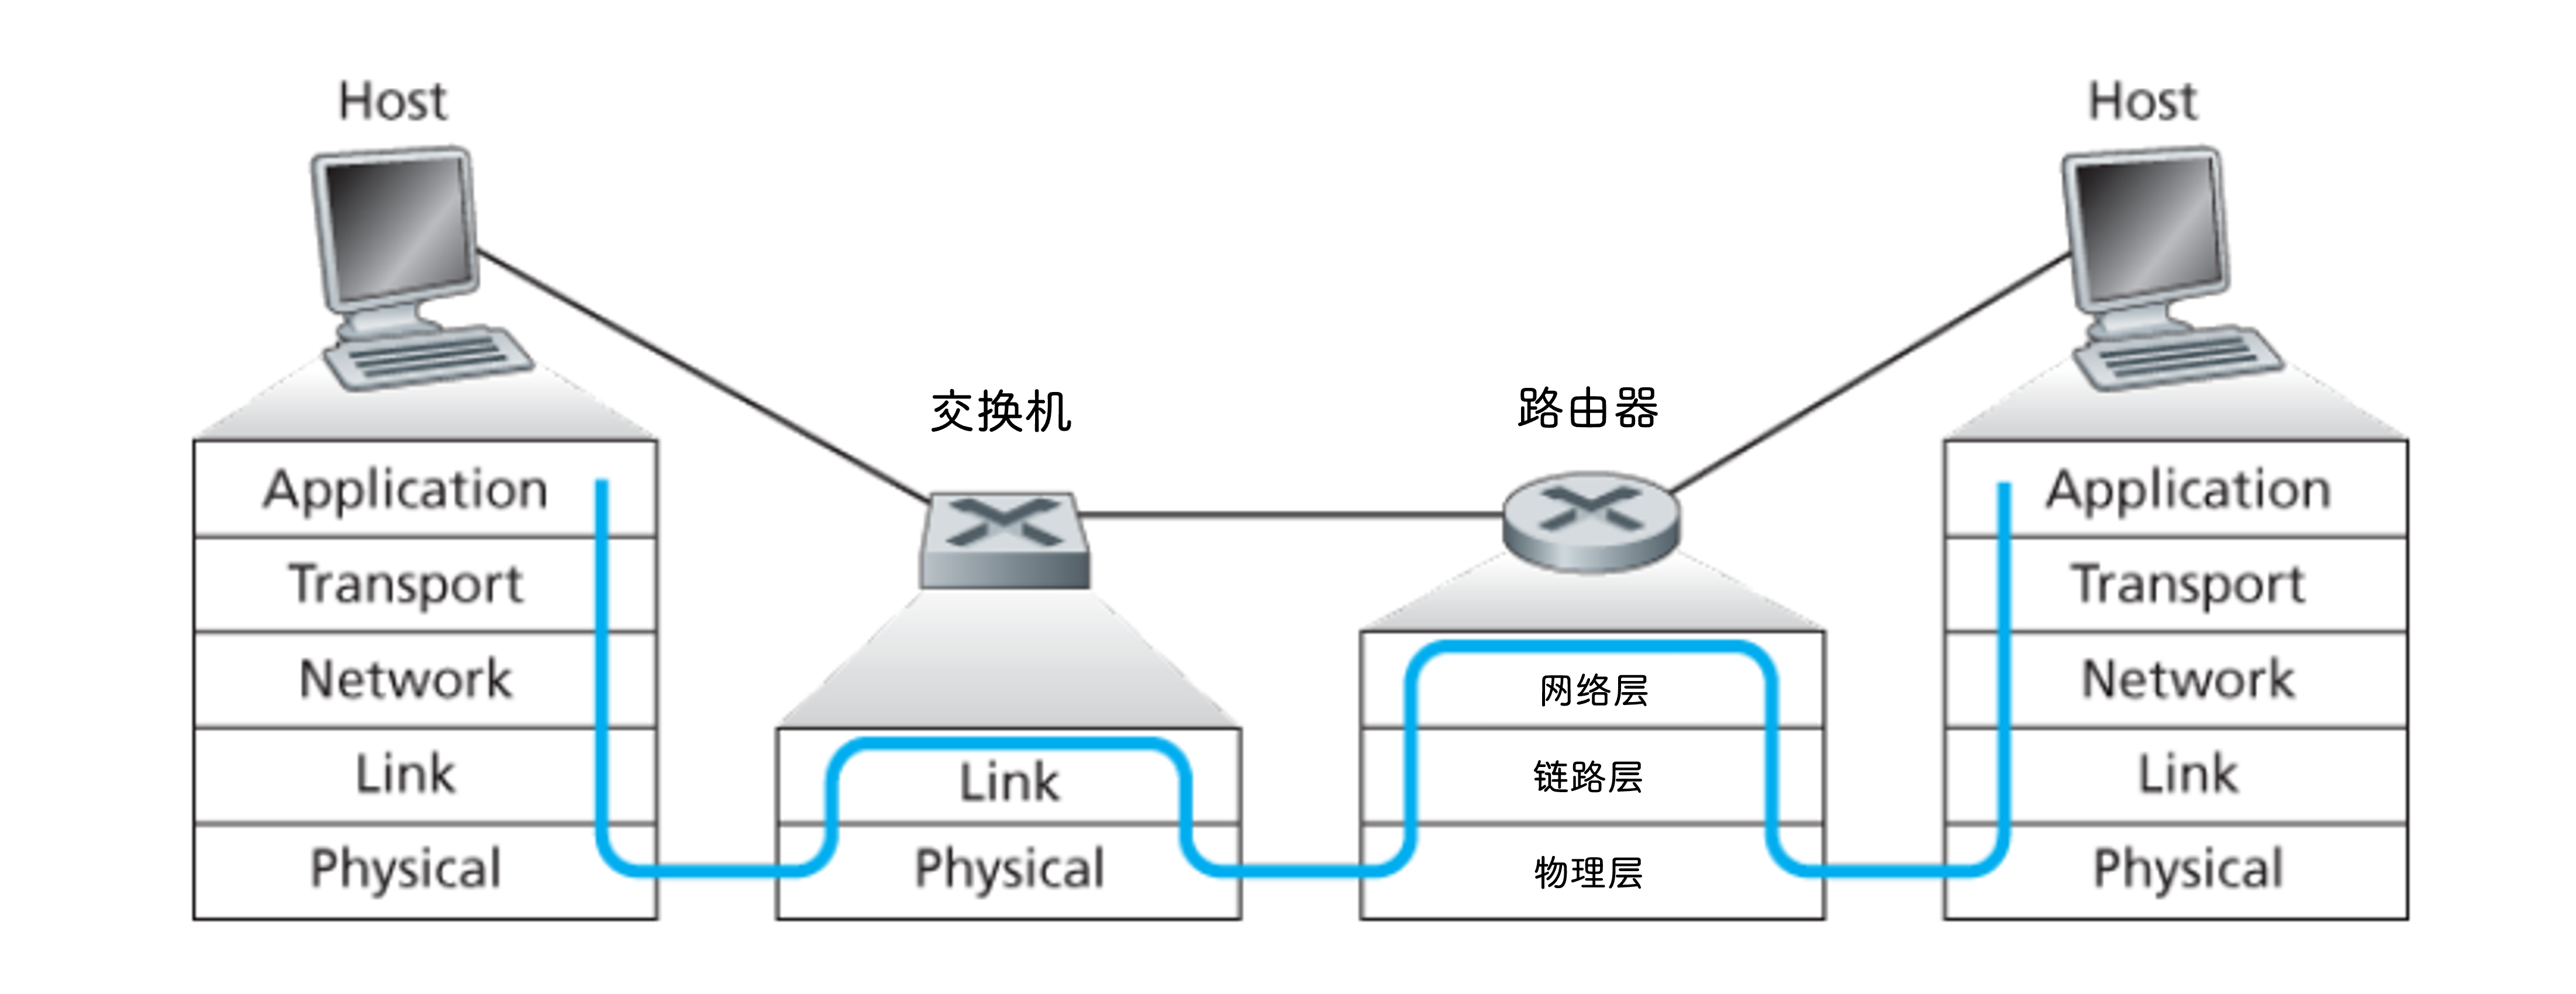 Host
Host
交换机
路由器
Application
Transport
Network
Link
Physical
Link
Physical
网络层
链路层
物理层
Application
Transport
Network
Link
Physical